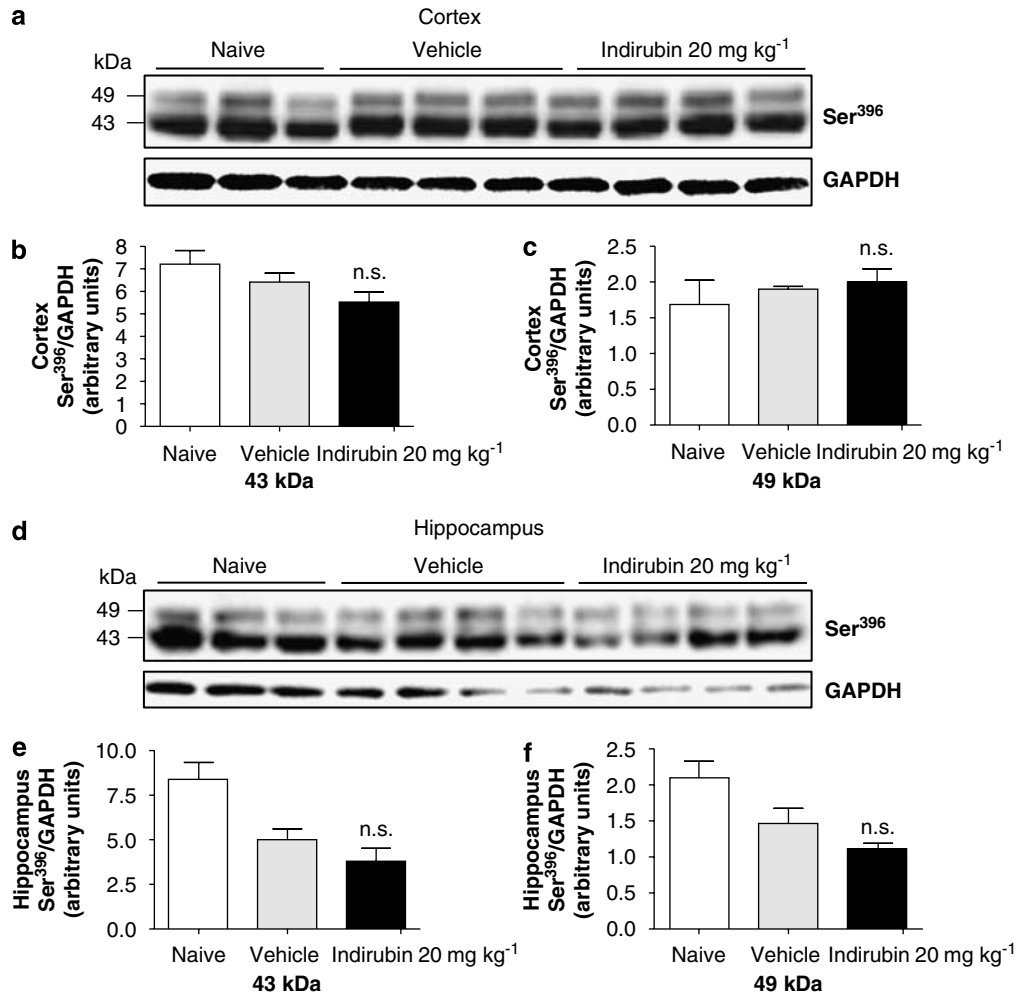 a
Cortex
Naive Vehicle Indirubin 20 mg kg⁻¹
kDa
49
43
Ser³⁹⁶
GAPDH
b
Cortex
Ser³⁹⁶/GAPDH
(arbitrary units)
8
7
6
5
4
3
2
1
0
n.s.
Naive Vehicle Indirubin 20 mg kg⁻¹
43 kDa
c
Cortex
Ser³⁹⁶/GAPDH
(arbitrary units)
2.5
2.0
1.5
1.0
0.5
0.0
n.s.
Naive Vehicle Indirubin 20 mg kg⁻¹
49 kDa
d
Hippocampus
Naive Vehicle Indirubin 20 mg kg⁻¹
kDa
49
43
Ser³⁹⁶
GAPDH
e
Hippocampus
Ser³⁹⁶/GAPDH
(arbitrary units)
10.0
7.5
5.0
2.5
0.0
n.s.
Naive Vehicle Indirubin 20 mg kg⁻¹
43 kDa
f
Hippocampus
Ser³⁹⁶/GAPDH
(arbitrary units)
2.5
2.0
1.5
1.0
0.5
0.0
n.s.
Naive Vehicle Indirubin 20 mg kg⁻¹
49 kDa